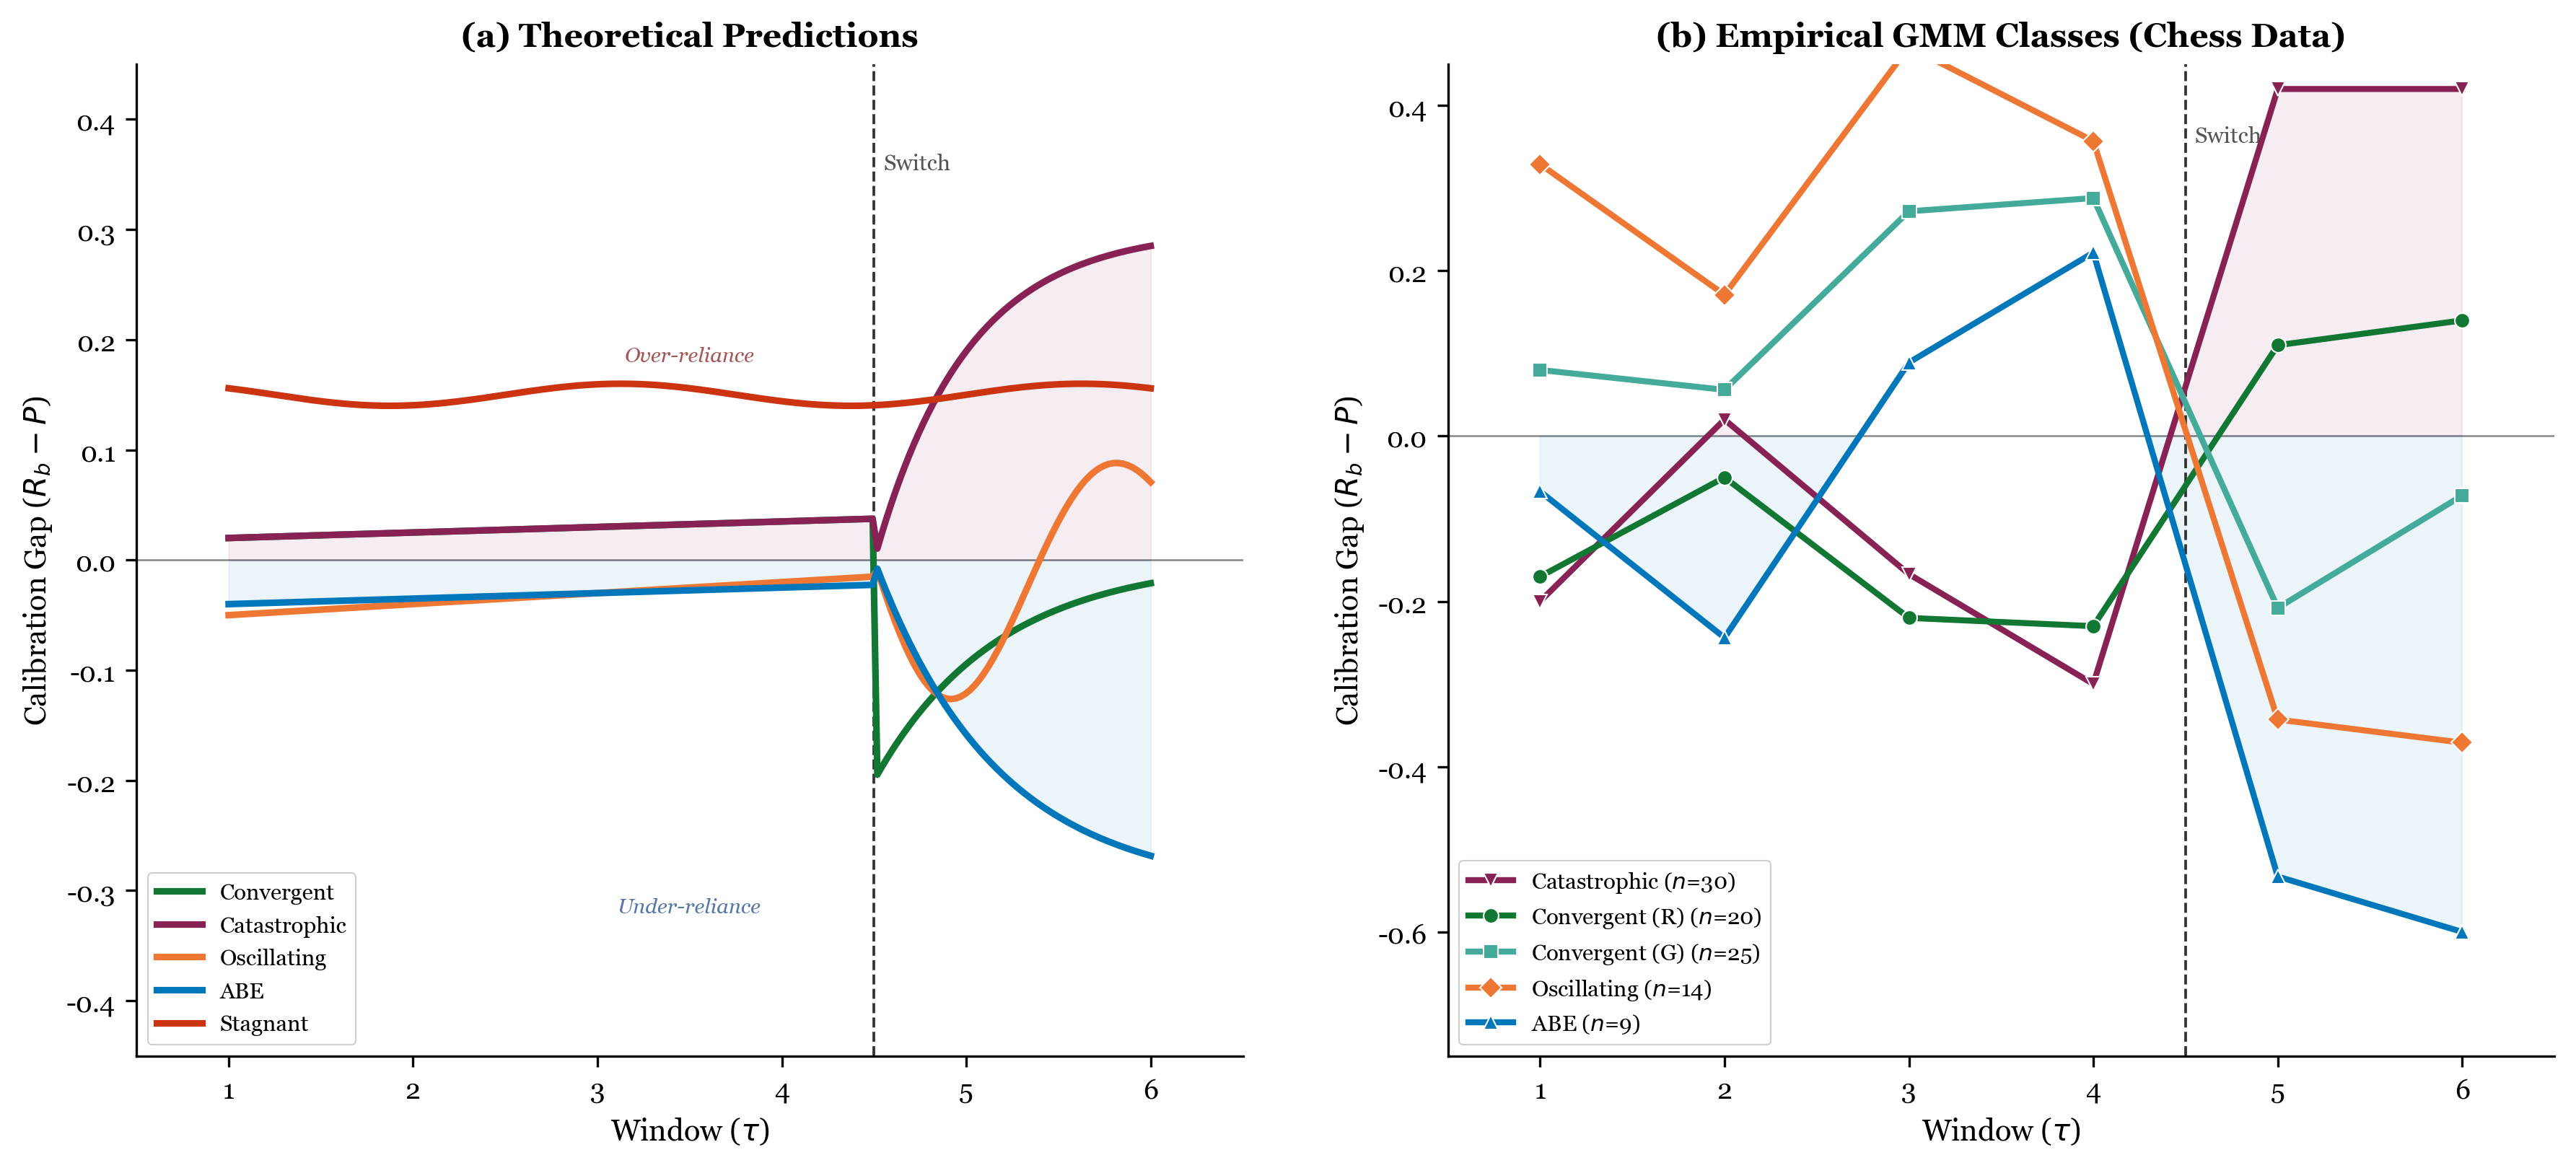 (a) Theoretical Predictions
Calibration Gap (R_b − P)
0.4
0.3
0.2
0.1
0.0
-0.1
-0.2
-0.3
-0.4
Switch
Over-reliance
Under-reliance
Convergent
Catastrophic
Oscillating
ABE
Stagnant
1 2 3 4 5 6
Window (τ)
(b) Empirical GMM Classes (Chess Data)
Calibration Gap (R_b − P)
0.4
0.2
0.0
-0.2
-0.4
-0.6
Switch
Catastrophic (n=30)
Convergent (R) (n=20)
Convergent (G) (n=25)
Oscillating (n=14)
ABE (n=9)
1 2 3 4 5 6
Window (τ)